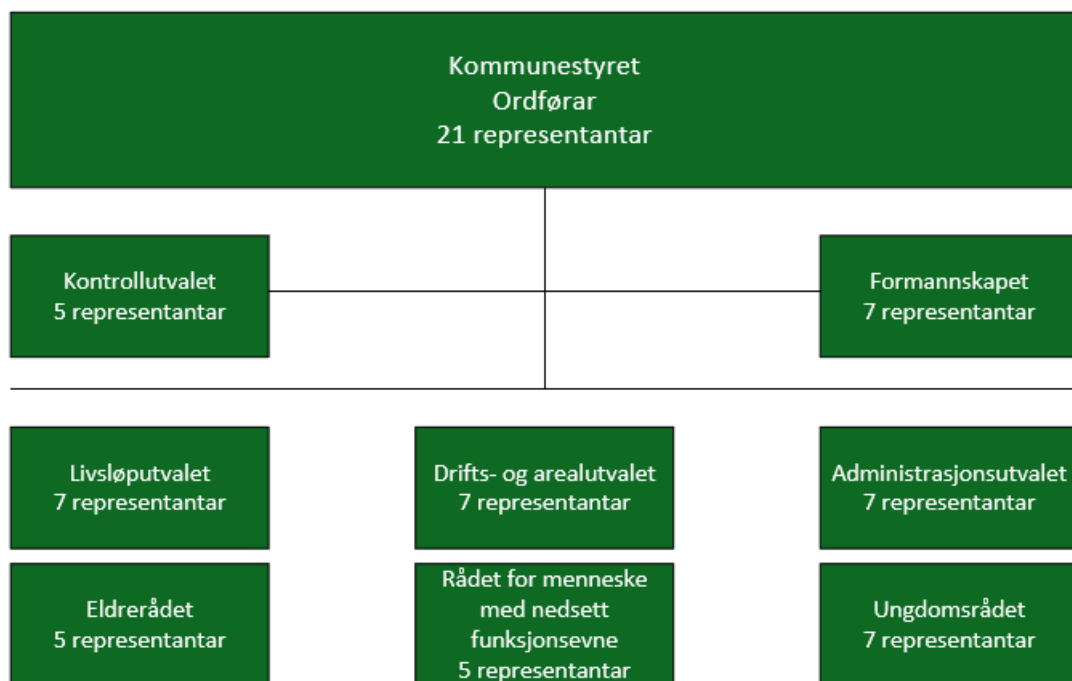 Kommunestyret
Ordførar
21 representantar
Kontrollutvalet
5 representantar
Formannskapet
7 representantar
Livsløputvalet
7 representantar
Drifts- og arealutvalet
7 representantar
Administrasjonsutvalet
7 representantar
Eldrerådet
5 representantar
Rådet for menneske
med nedsett
funksjonsevne
5 representantar
Ungdomsrådet
7 representantar